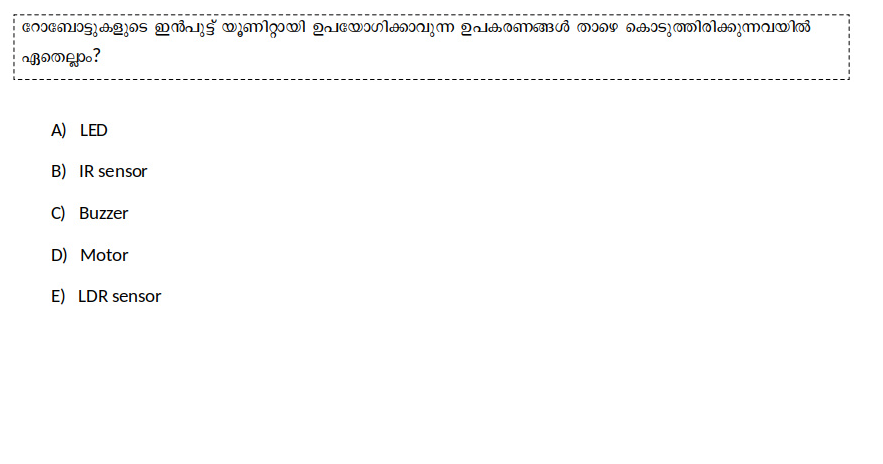 റോബോട്ടുകളുടെ ഇൻപുട്ട് യൂണിറ്റായി ഉപയോഗിക്കാവുന്ന ഉപകരണങ്ങൾ താഴെ കൊടുത്തിരിക്കുന്നവയിൽ
ഏതെല്ലാം?
A) LED
B) IR sensor
C) Buzzer
D) Motor
E) LDR sensor